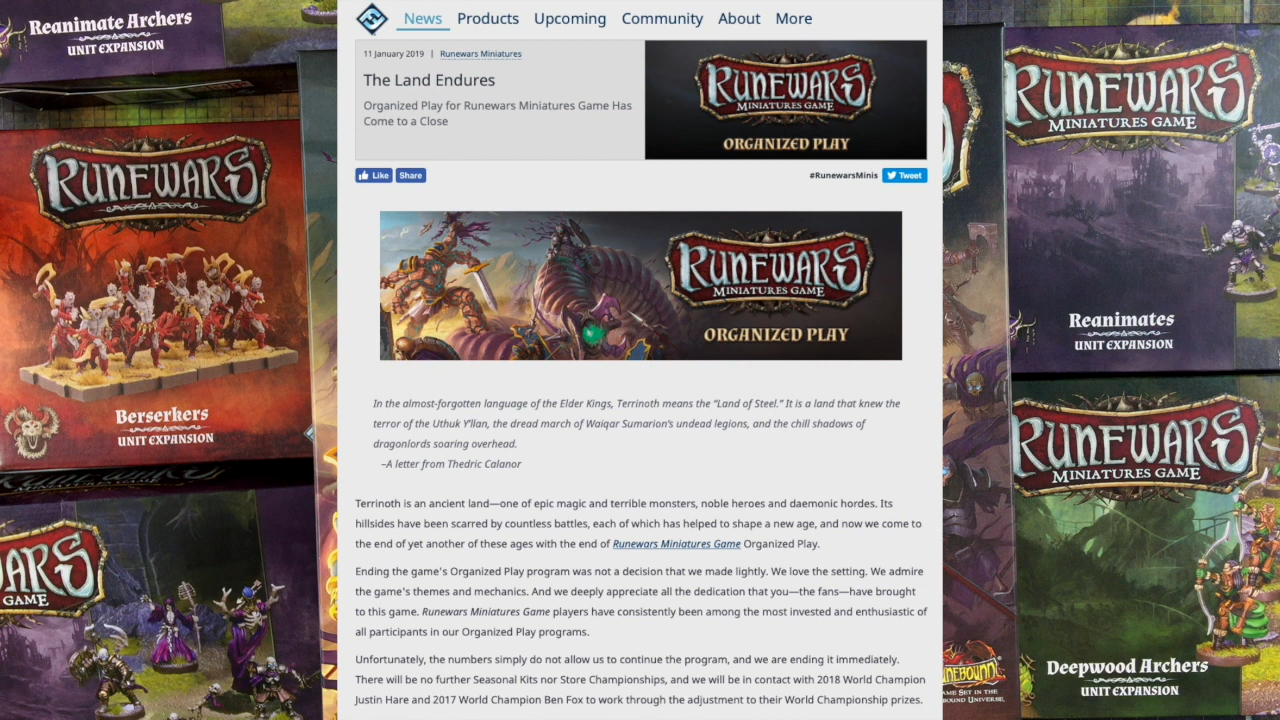 Reanimate Archers
UNIT EXPANSION
RUNEWARS
Berserkers
UNIT EXPANSION
GAME
News Products Upcoming Community About More
11 January 2019 | Runewars Miniatures
The Land Endures
Organized Play for Runewars Miniatures Game Has
Come to a Close
RUNEWARS
MINIATURES GAME
ORGANIZED PLAY
Like Share
#RunewarsMinis Tweet
RUNEWARS
MINIATURES GAME
ORGANIZED PLAY
In the almost-forgotten language of the Elder Kings, Terrinoth means the “Land of Steel.” It is a land that knew the
terror of the Uthuk Y’llan, the dread march of Waiqar Sumarion’s undead legions, and the chill shadows of
dragonlords soaring overhead.
–A letter from Thedric Calanor
Terrinoth is an ancient land—one of epic magic and terrible monsters, noble heroes and daemonic hordes. Its
hillsides have been scarred by countless battles, each of which has helped to shape a new age, and now we come to
the end of yet another of these ages with the end of Runewars Miniatures Game Organized Play.
Ending the game's Organized Play program was not a decision that we made lightly. We love the setting. We admire
the game's themes and mechanics. And we deeply appreciate all the dedication that you—the fans—have brought
to this game. Runewars Miniatures Game players have consistently been among the most invested and enthusiastic of
all participants in our Organized Play programs.
Unfortunately, the numbers simply do not allow us to continue the program, and we are ending it immediately.
There will be no further Seasonal Kits nor Store Championships, and we will be in contact with 2018 World Champion
Justin Hare and 2017 World Champion Ben Fox to work through the adjustment to their World Championship prizes.
RUNEWARS
MINIATURES GAME
Reanimates
UNIT EXPANSION
RUNEWARS
MINIATURES GAME
Deepwood Archers
UNIT EXPANSION